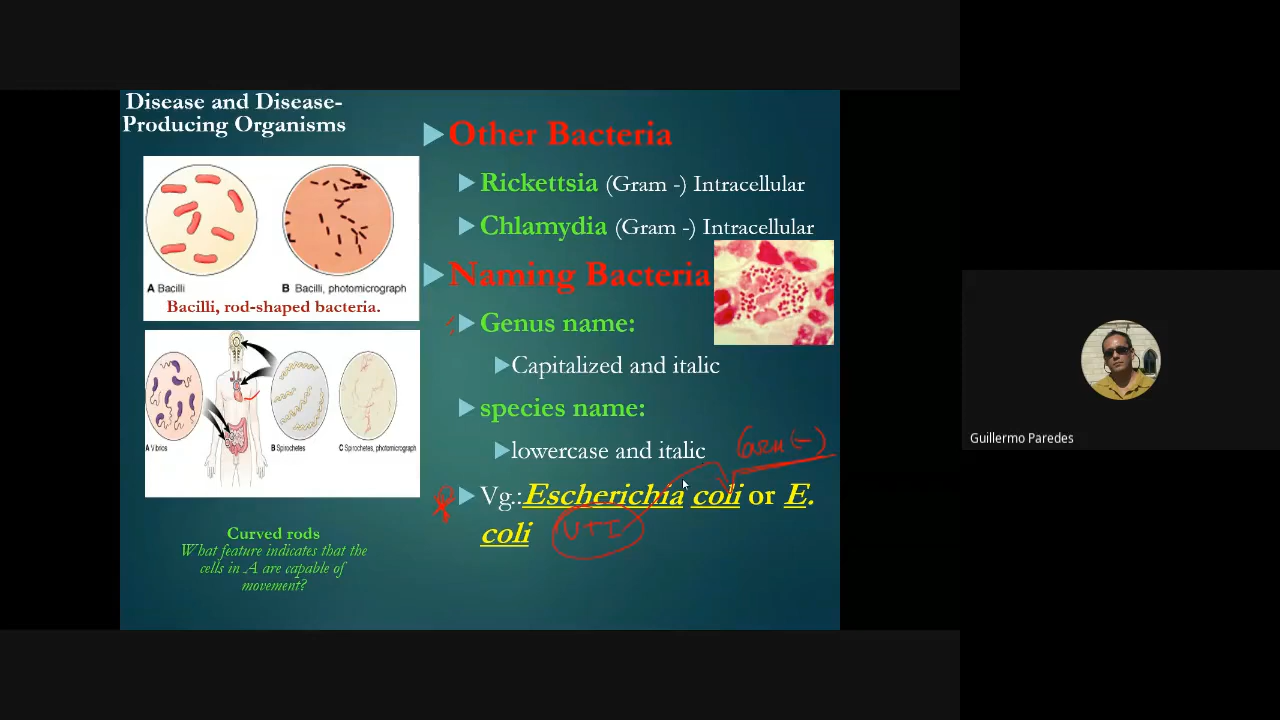 Disease and Disease-
Producing Organisms
A Bacilli
B Bacilli, photomicrograph
Bacilli, rod-shaped bacteria.
A Vibrios
B Spirochetes
C Spirochetes, photomicrograph
Curved rods
What feature indicates that the
cells in A are capable of
movement?
Other Bacteria
Rickettsia (Gram -) Intracellular
Chlamydia (Gram -) Intracellular
Naming Bacteria
Genus name:
Capitalized and italic
species name:
lowercase and italic
Gram (-)
Vg.: Escherichia coli or E.
coli
UTI
Guillermo Paredes